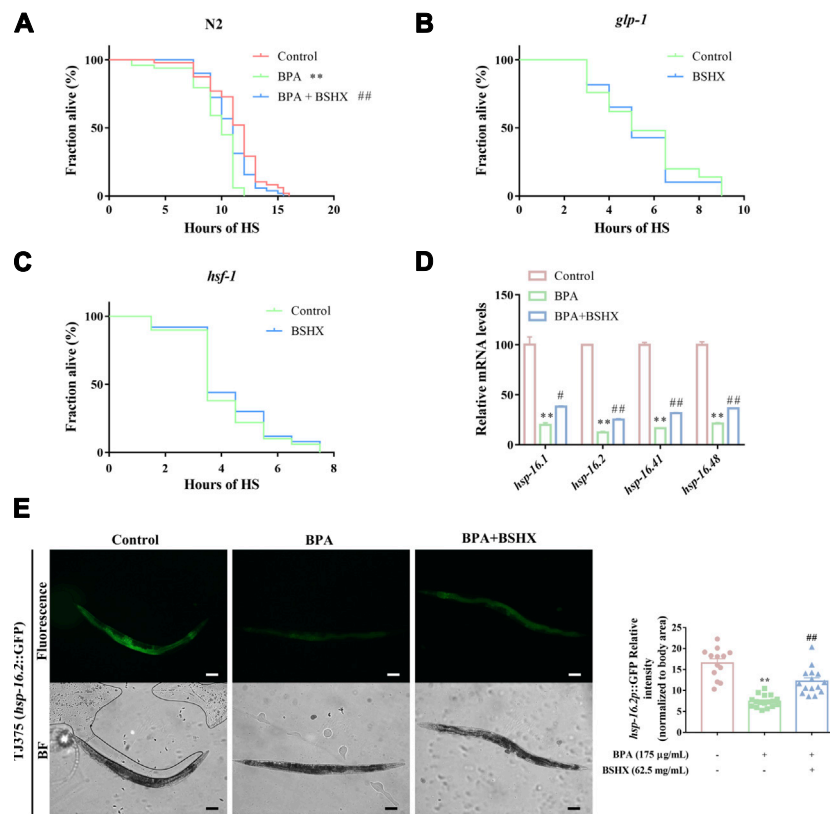 A
N2
Fraction alive (%)
100
50
0
0 5 10 15 20
Hours of HS
Control
BPA **
BPA + BSHX ##
B
glp-1
Fraction alive (%)
100
50
0
0 2 4 6 8 10
Hours of HS
Control
BSHX
C
hsf-1
Fraction alive (%)
100
50
0
0 2 4 6 8
Hours of HS
Control
BSHX
D
Control
BPA
BPA+BSHX
Relative mRNA levels
150
100
50
0
** # ** ## ** ## ** ##
hsp-16.1 hsp-16.2 hsp-16.41 hsp-16.48
E
Control BPA BPA+BSHX
TJ375 (hsp-16.2::GFP)
Fluorescence
BF
hsp-16.2p::GFP Relative
intensity
(normalized to body area)
25
20
15
10
5
0
** ##
BPA (175 μg/mL) - + +
BSHX (62.5 mg/mL) - - +